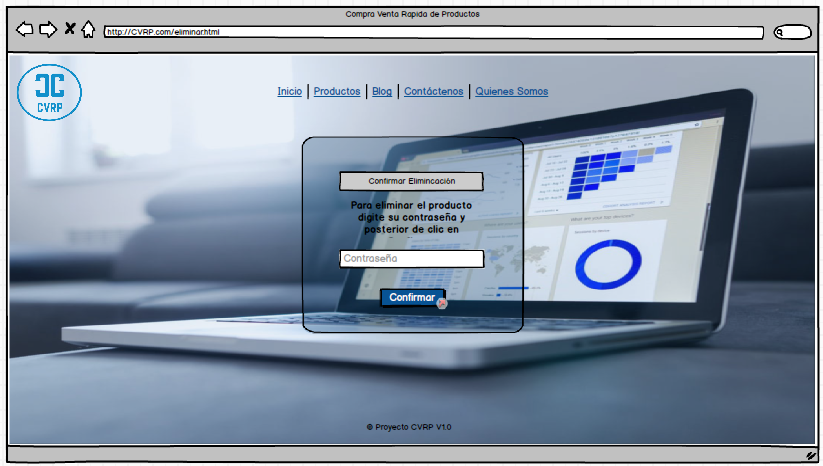 Compra Venta Rapida de Productos
http://CVRP.com/eliminar.html
CVRP
Inicio | Productos | Blog | Contáctenos | Quienes Somos
Confirmar Elimincación
Para eliminar el producto
digite su contraseña y
posterior de clic en
Contraseña
Confirmar
© Proyecto CVRP V1.0